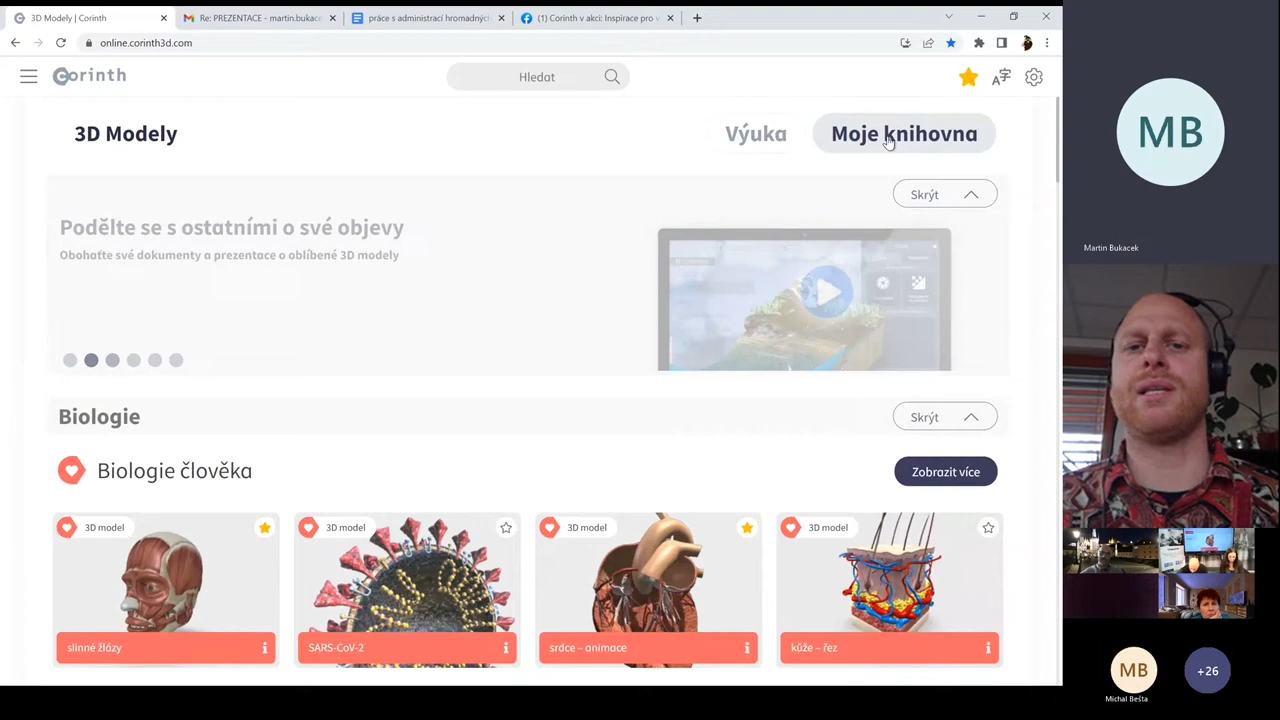 3D Modely | Corinth
Re: PREZENTACE - martin.bukace
práce s administrací hromadných
(1) Corinth v akci: Inspirace pro v
online.corinth3d.com
corinth
Hledat
3D Modely
Výuka
Moje knihovna
Skrýt
Podělte se s ostatními o své objevy
Obohaťte své dokumenty a prezentace o oblíbené 3D modely
Biologie
Skrýt
Biologie člověka
Zobrazit více
3D model
3D model
3D model
3D model
slinné žlázy
SARS-CoV-2
srdce – animace
kůže – řez
MB
Martin Bukacek
MB
Michal Bešta
+26